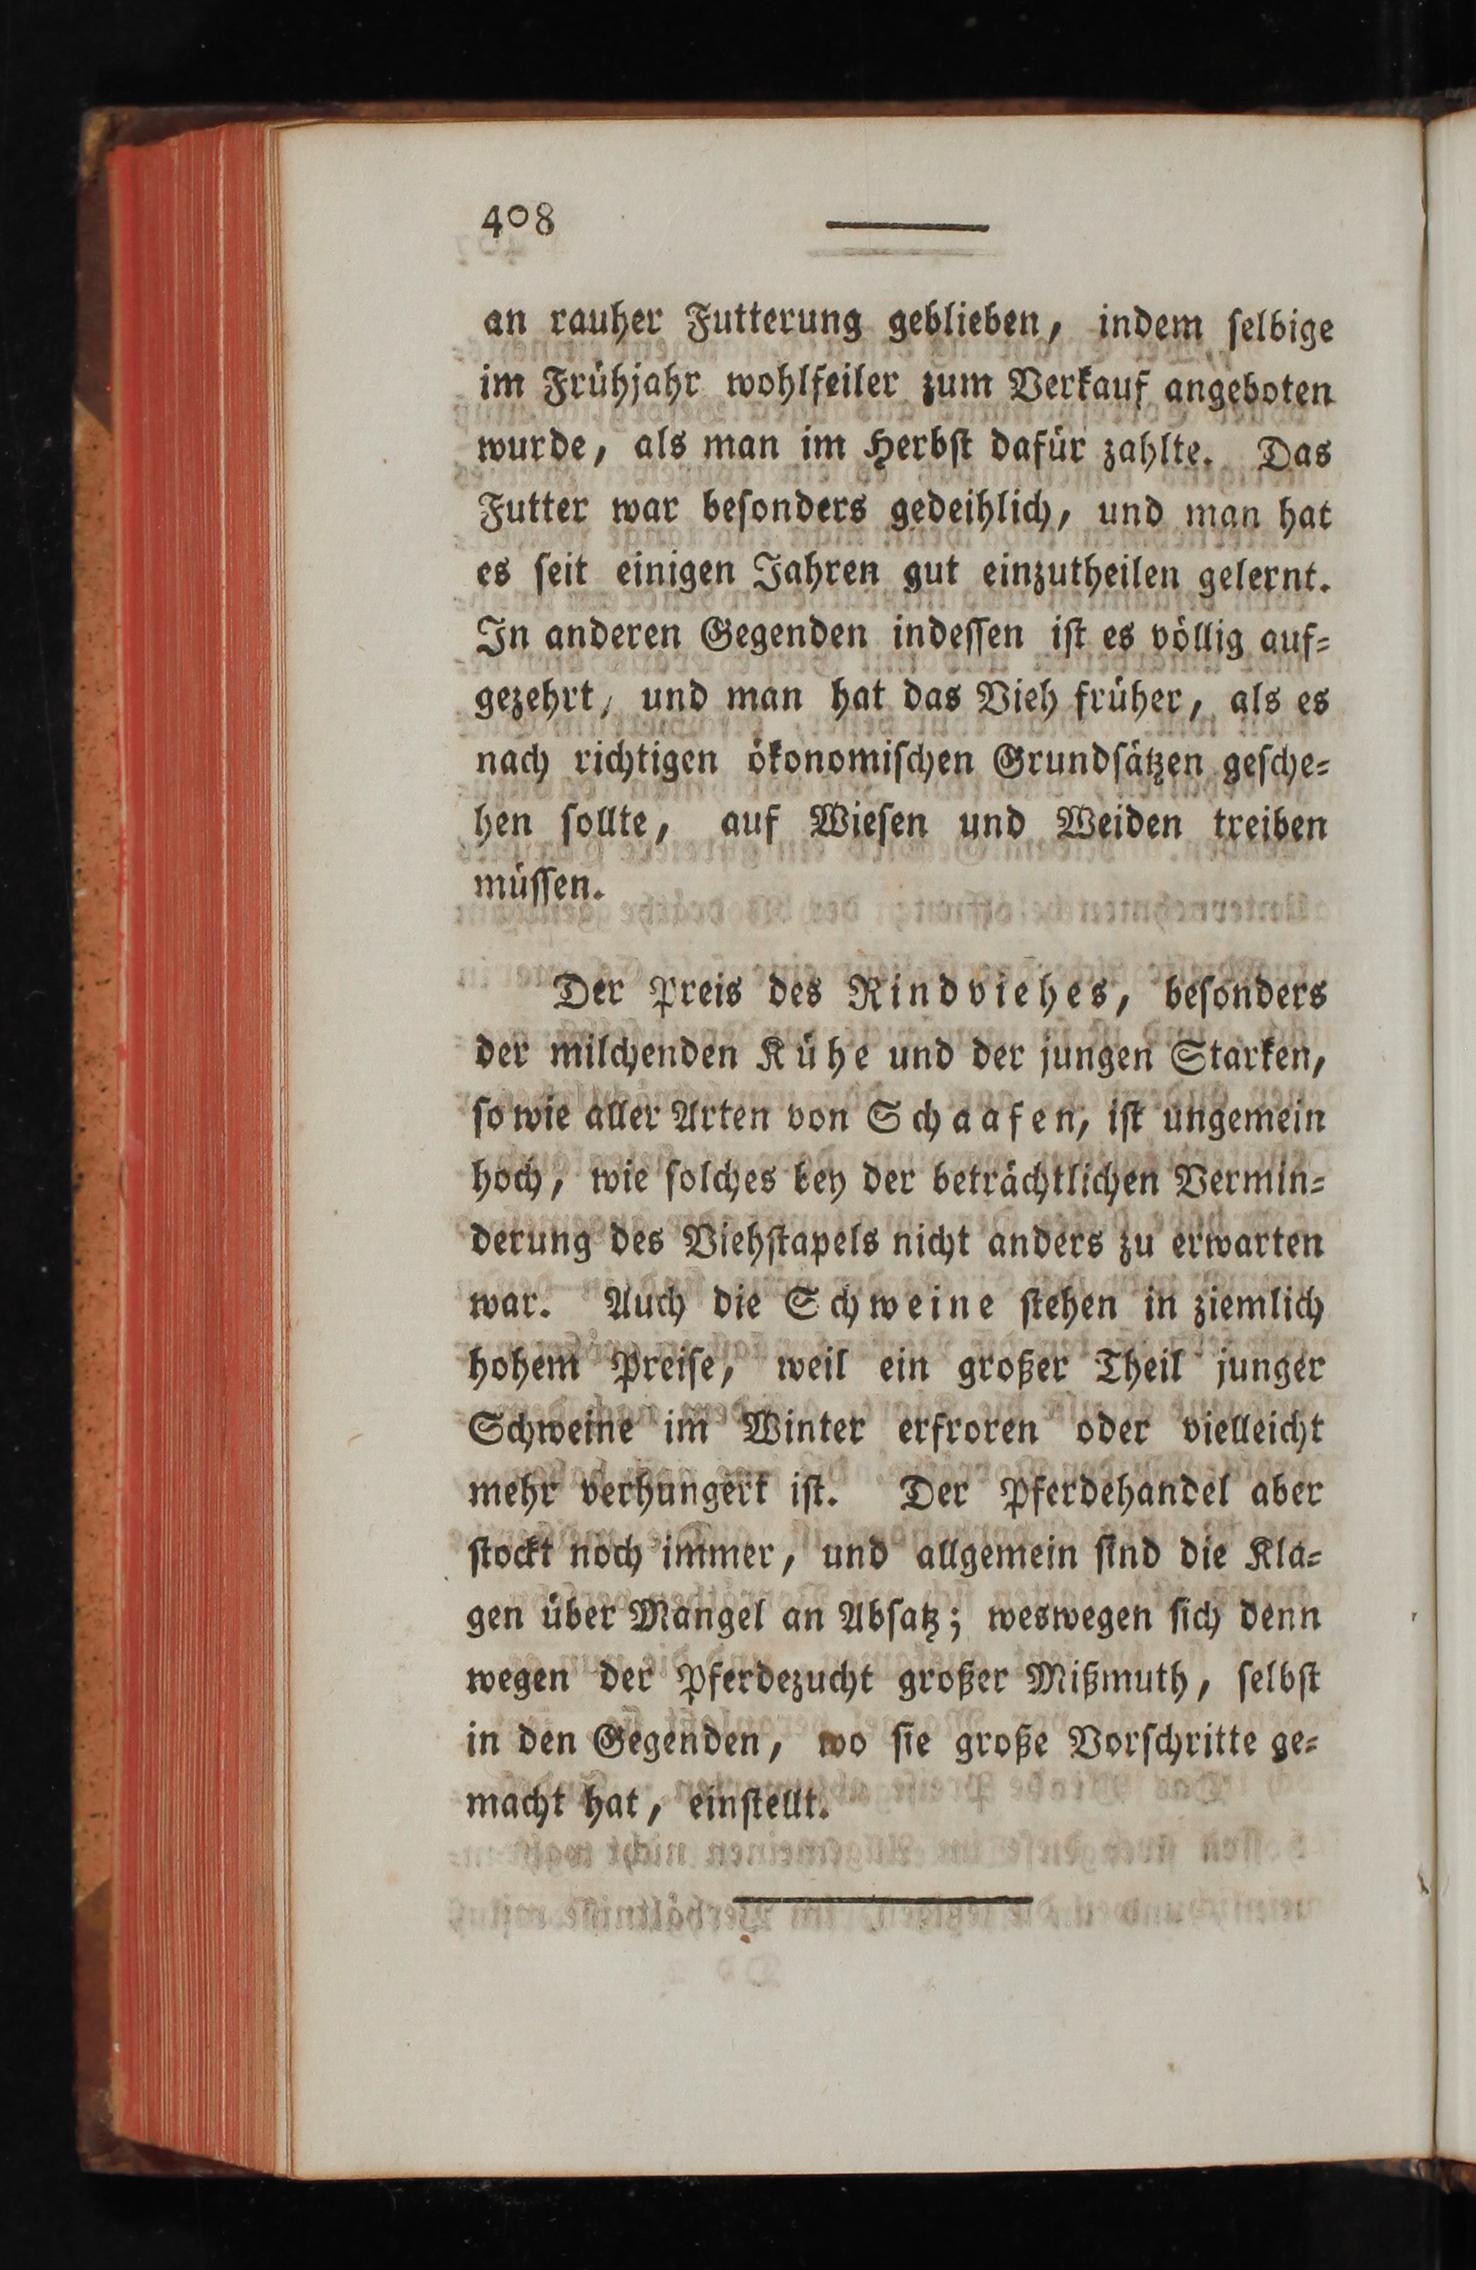 408
an rauher Futterung geblieben, indem ſelbige
im Frühjahr wohlfeiler zum Verkauf angeboten
wurde, als man im Herbſt dafür zahlte. Das
Futter war beſonders gedeihlich, und man hat
es ſeit einigen Jahren gut einzutheilen gelernt.
In anderen Gegenden indeſſen iſt es völlig auf⸗
gezehrt, und man hat das Vieh früher, als es
nach richtigen ökonomiſchen Grundſätzen geſche⸗
hen ſollte, auf Wieſen und Weiden treiben
müſſen.
Der Preis des Rindviehes, beſonders
der milchenden Kühe und der jungen Starken,
ſo wie aller Arten von Schaafen, iſt ungemein
hoch, wie ſolches bey der beträchtlichen Vermin⸗
derung des Viehſtapels nicht anders zu erwarten
war. Auch die Schweine ſtehen in ziemlich
hohem Preiſe, weil ein großer Theil junger
Schweine im Winter erfroren oder vielleicht
mehr verhungert iſt. Der Pferdehandel aber
ſtockt noch immer, und allgemein ſind die Kla⸗
gen über Mangel an Abſatz; weswegen ſich denn
wegen der Pferdezucht großer Mißmuth, ſelbſt
in den Gegenden, wo ſie große Vorſchritte ge⸗
macht hat, einſtellt.